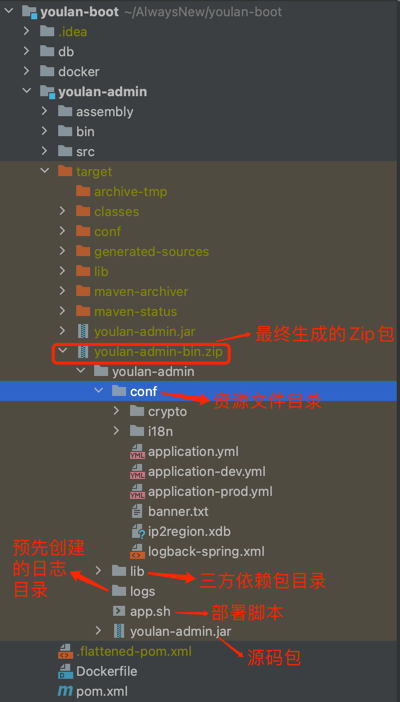 youlan-boot ~/AlwaysNew/youlan-boot
.idea
db
docker
youlan-admin
assembly
bin
src
target
archive-tmp
classes
conf
generated-sources
lib
maven-archiver
maven-status
youlan-admin.jar
最终生成的Zip包
youlan-admin-bin.zip
youlan-admin
conf
资源文件目录
crypto
i18n
application.yml
application-dev.yml
application-prod.yml
banner.txt
ip2region.xdb
logback-spring.xml
预先创建
的日志
目录
lib
三方依赖包目录
logs
app.sh
部署脚本
youlan-admin.jar
源码包
.flattened-pom.xml
Dockerfile
pom.xml